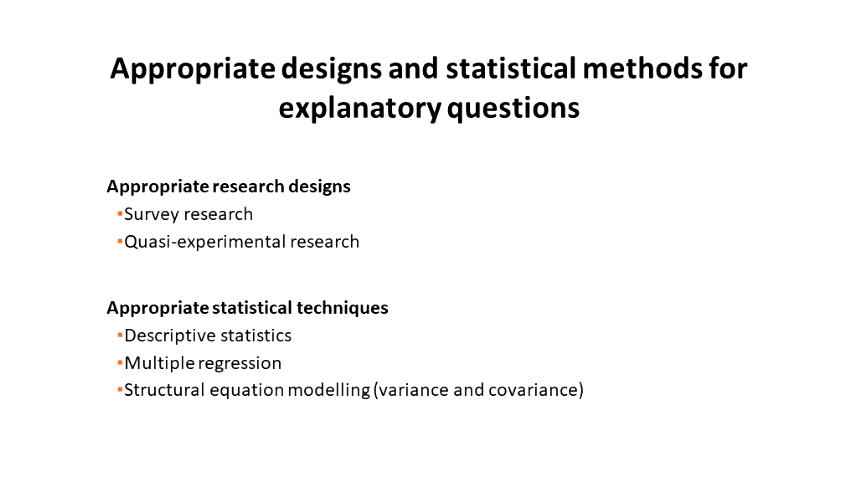 Appropriate designs and statistical methods for
explanatory questions
Appropriate research designs
▪Survey research
▪Quasi-experimental research
Appropriate statistical techniques
▪Descriptive statistics
▪Multiple regression
▪Structural equation modelling (variance and covariance)